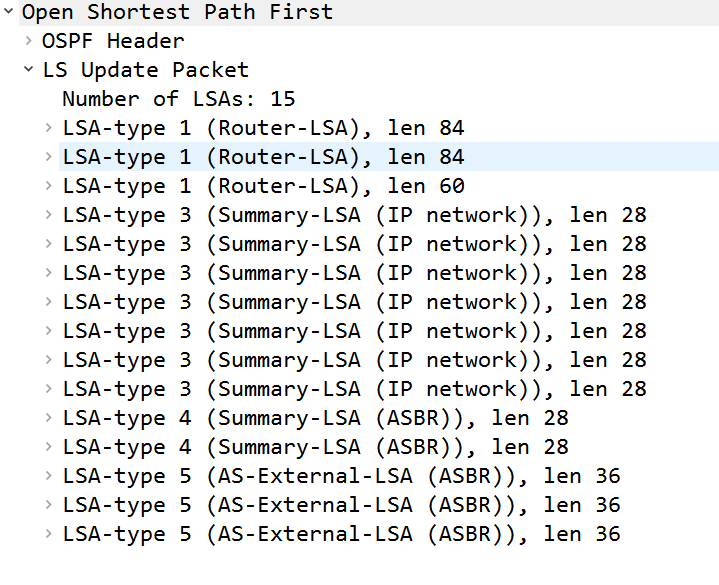 Open Shortest Path First
OSPF Header
LS Update Packet
Number of LSAs: 15
LSA-type 1 (Router-LSA), len 84
LSA-type 1 (Router-LSA), len 84
LSA-type 1 (Router-LSA), len 60
LSA-type 3 (Summary-LSA (IP network)), len 28
LSA-type 3 (Summary-LSA (IP network)), len 28
LSA-type 3 (Summary-LSA (IP network)), len 28
LSA-type 3 (Summary-LSA (IP network)), len 28
LSA-type 3 (Summary-LSA (IP network)), len 28
LSA-type 3 (Summary-LSA (IP network)), len 28
LSA-type 3 (Summary-LSA (IP network)), len 28
LSA-type 4 (Summary-LSA (ASBR)), len 28
LSA-type 4 (Summary-LSA (ASBR)), len 28
LSA-type 5 (AS-External-LSA (ASBR)), len 36
LSA-type 5 (AS-External-LSA (ASBR)), len 36
LSA-type 5 (AS-External-LSA (ASBR)), len 36